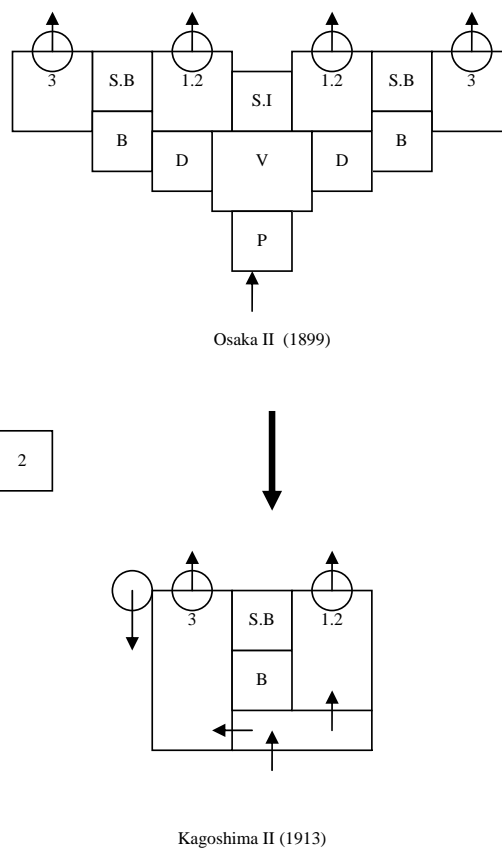 3 S.B 1.2 1.2 S.B 3
S.I
B D V D B
P
Osaka II (1899)
2
3 S.B 1.2
B
Kagoshima II (1913)